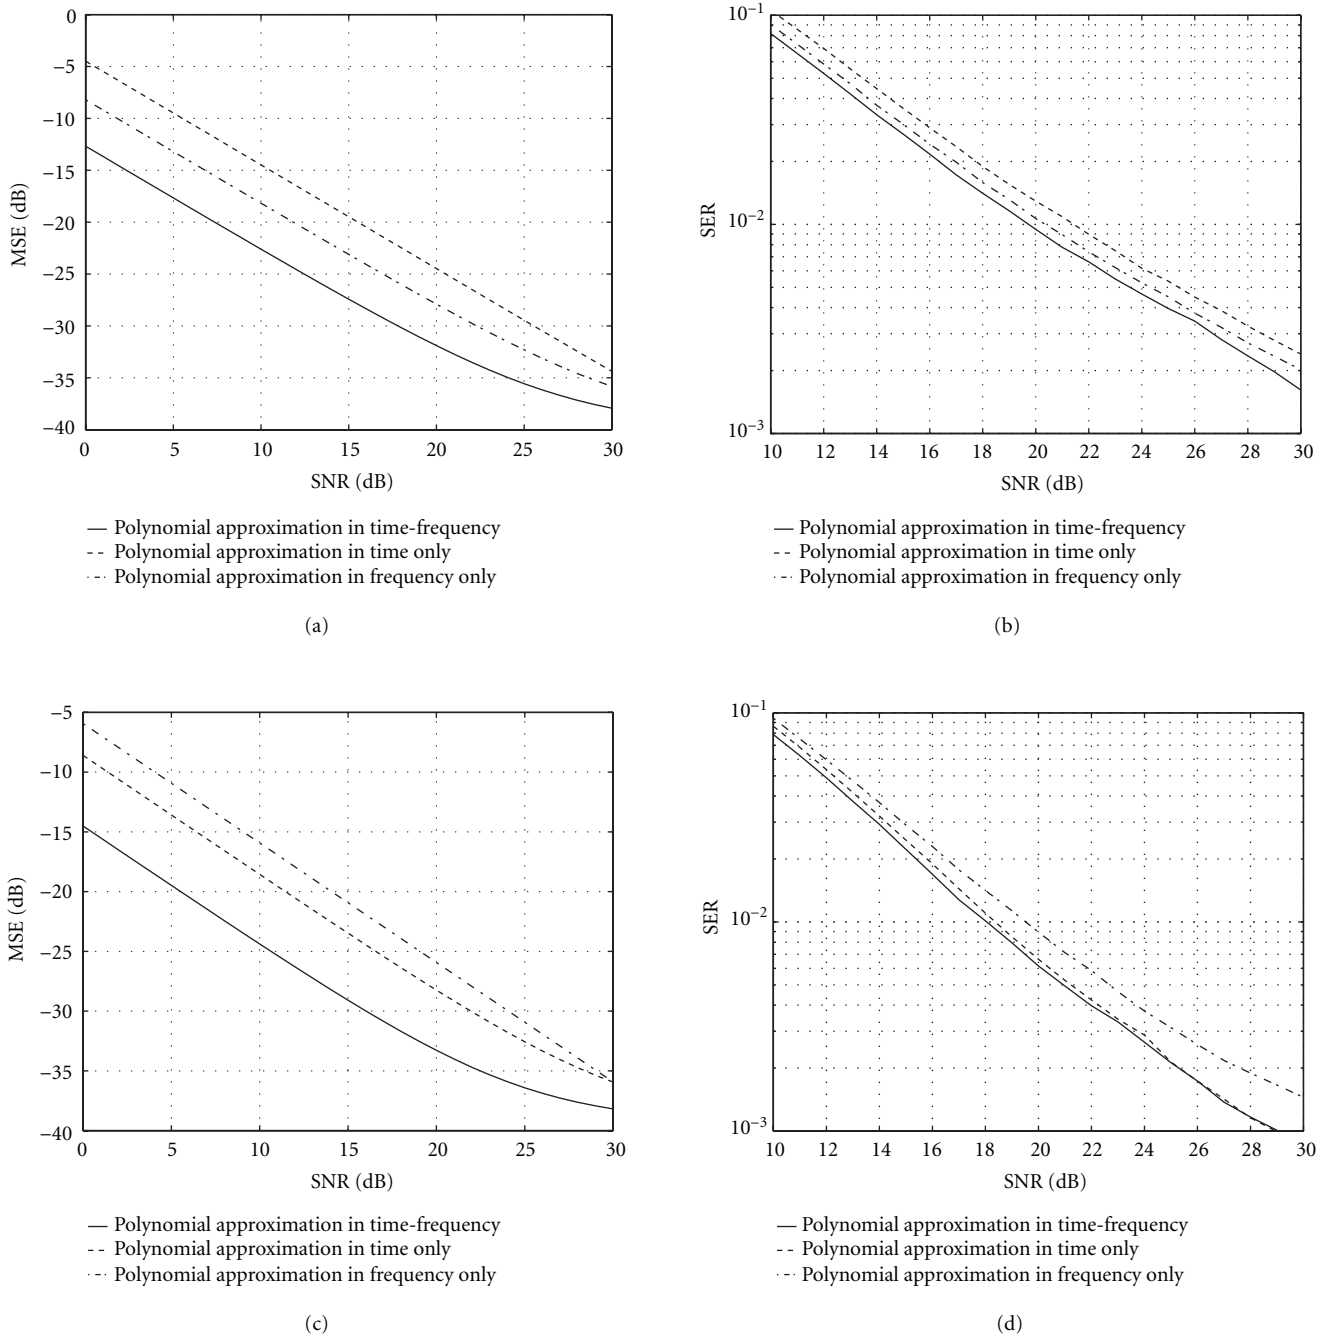 0
−5
−10
−15
−20
−25
−30
−35
−40
MSE (dB)
0 5 10 15 20 25 30
SNR (dB)
— Polynomial approximation in time-frequency
-- Polynomial approximation in time only
·-· Polynomial approximation in frequency only
(a)
10−1
10−2
10−3
SER
10 12 14 16 18 20 22 24 26 28 30
SNR (dB)
— Polynomial approximation in time-frequency
-- Polynomial approximation in time only
·-· Polynomial approximation in frequency only
(b)
−5
−10
−15
−20
−25
−30
−35
−40
MSE (dB)
0 5 10 15 20 25 30
SNR (dB)
— Polynomial approximation in time-frequency
-- Polynomial approximation in time only
·-· Polynomial approximation in frequency only
(c)
10−1
10−2
10−3
SER
10 12 14 16 18 20 22 24 26 28 30
SNR (dB)
— Polynomial approximation in time-frequency
-- Polynomial approximation in time only
·-· Polynomial approximation in frequency only
(d)